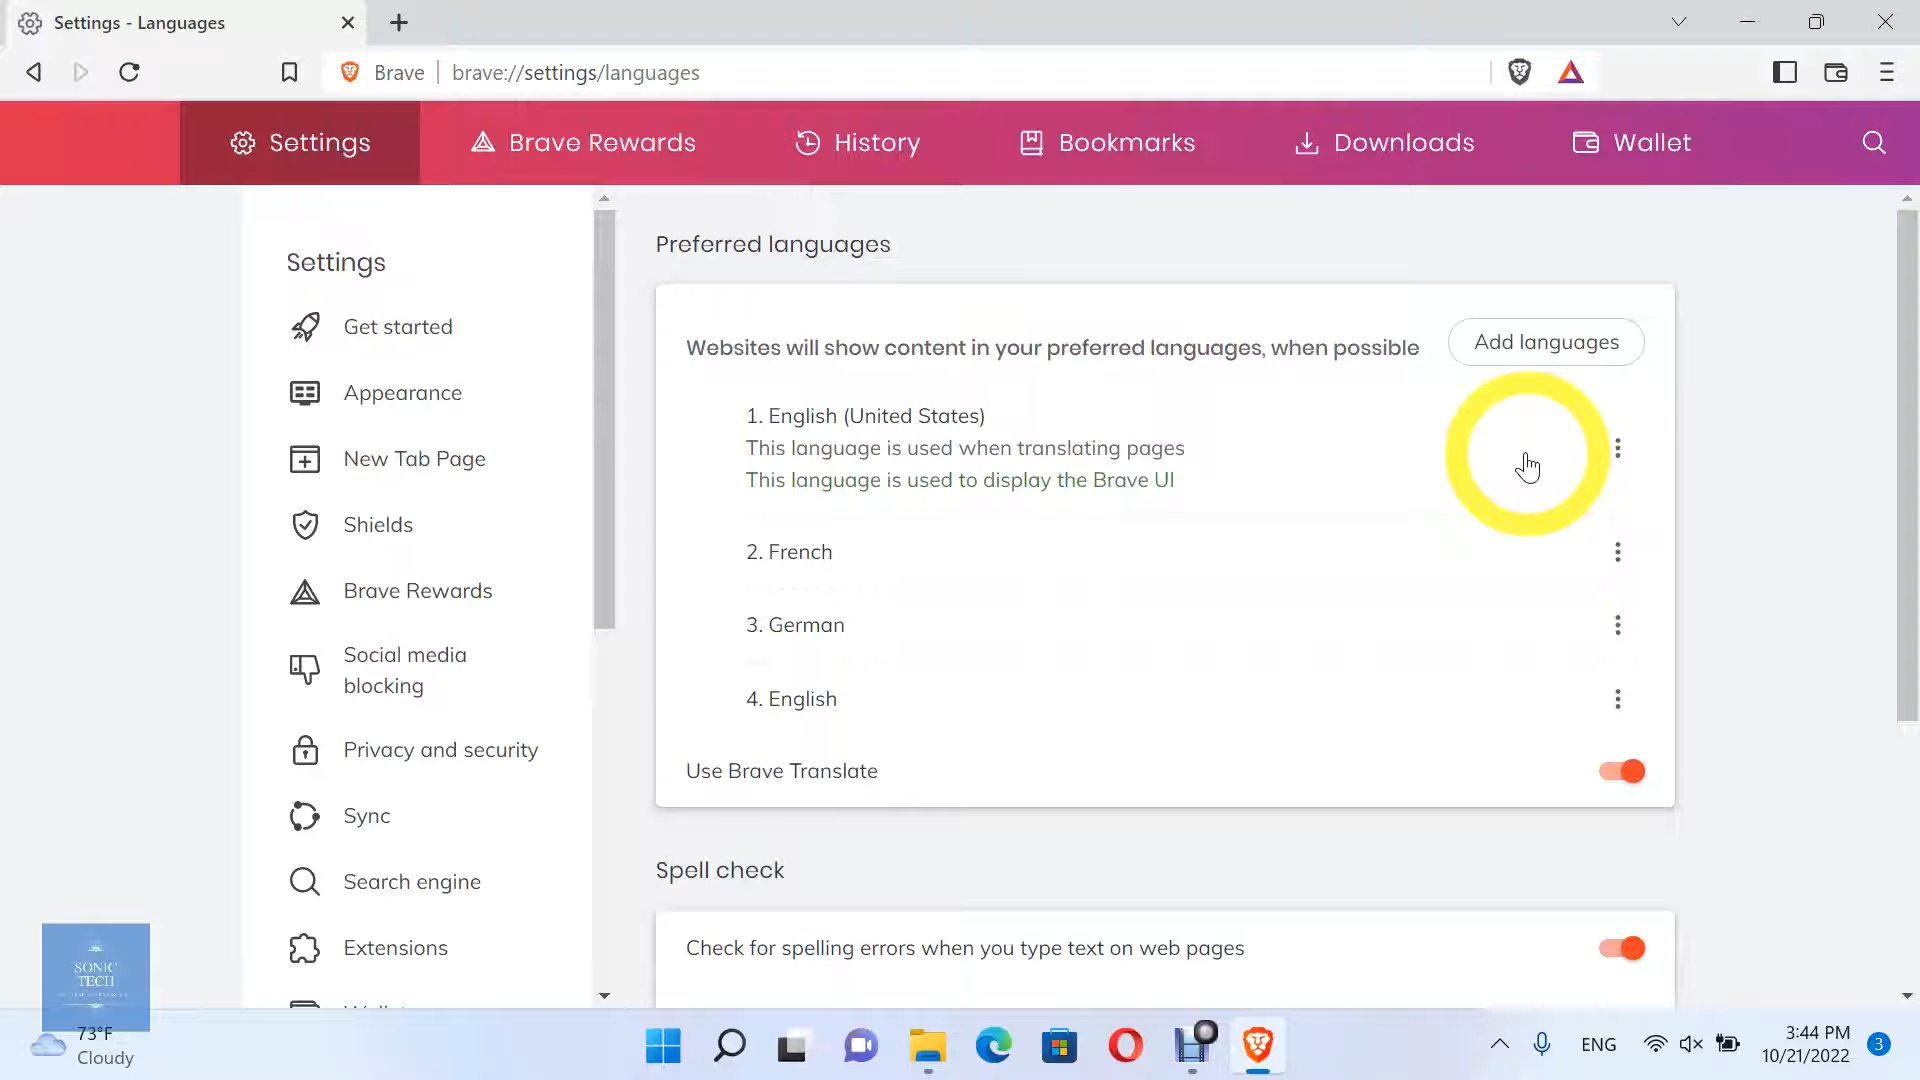 Settings - Languages
Brave
brave://settings/languages
Settings
Brave Rewards
History
Bookmarks
Downloads
Wallet
Settings
Get started
Appearance
New Tab Page
Shields
Brave Rewards
Social media
blocking
Privacy and security
Sync
Search engine
Extensions
Preferred languages
Websites will show content in your preferred languages, when possible
Add languages
1. English (United States)
This language is used when translating pages
This language is used to display the Brave UI
2. French
3. German
4. English
Use Brave Translate
Spell check
Check for spelling errors when you type text on web pages
SONIC
TECH
73°F
Cloudy
ENG
3:44 PM
10/21/2022
3